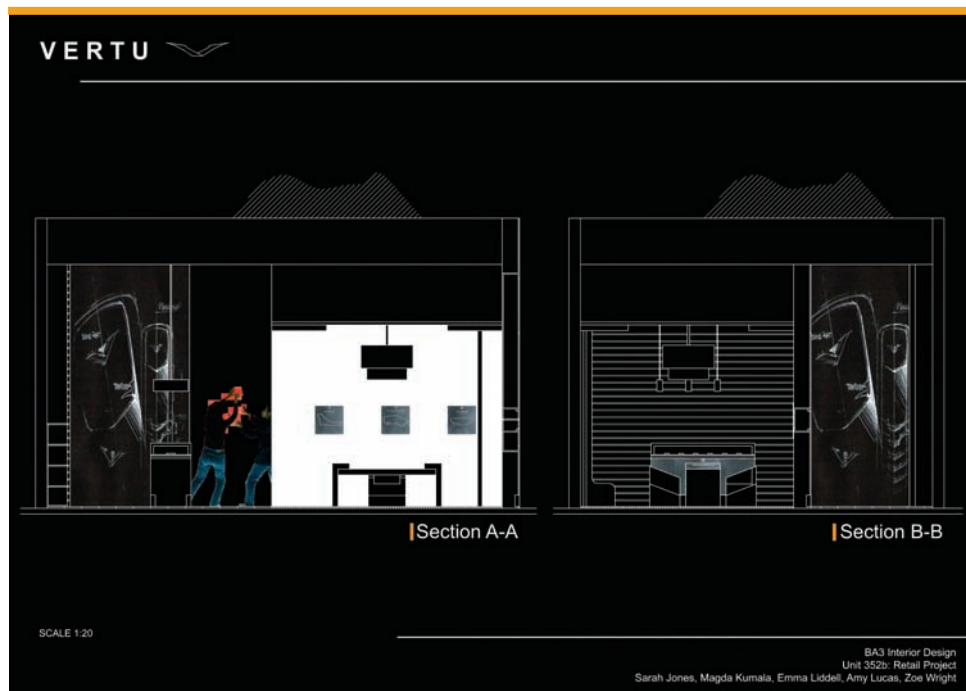 VERTU
Section A-A
Section B-B
SCALE 1:20
BA3 Interior Design
Unit 352b: Retail Project
Sarah Jones, Magda Kumala, Emma Liddell, Amy Lucas, Zoe Wright